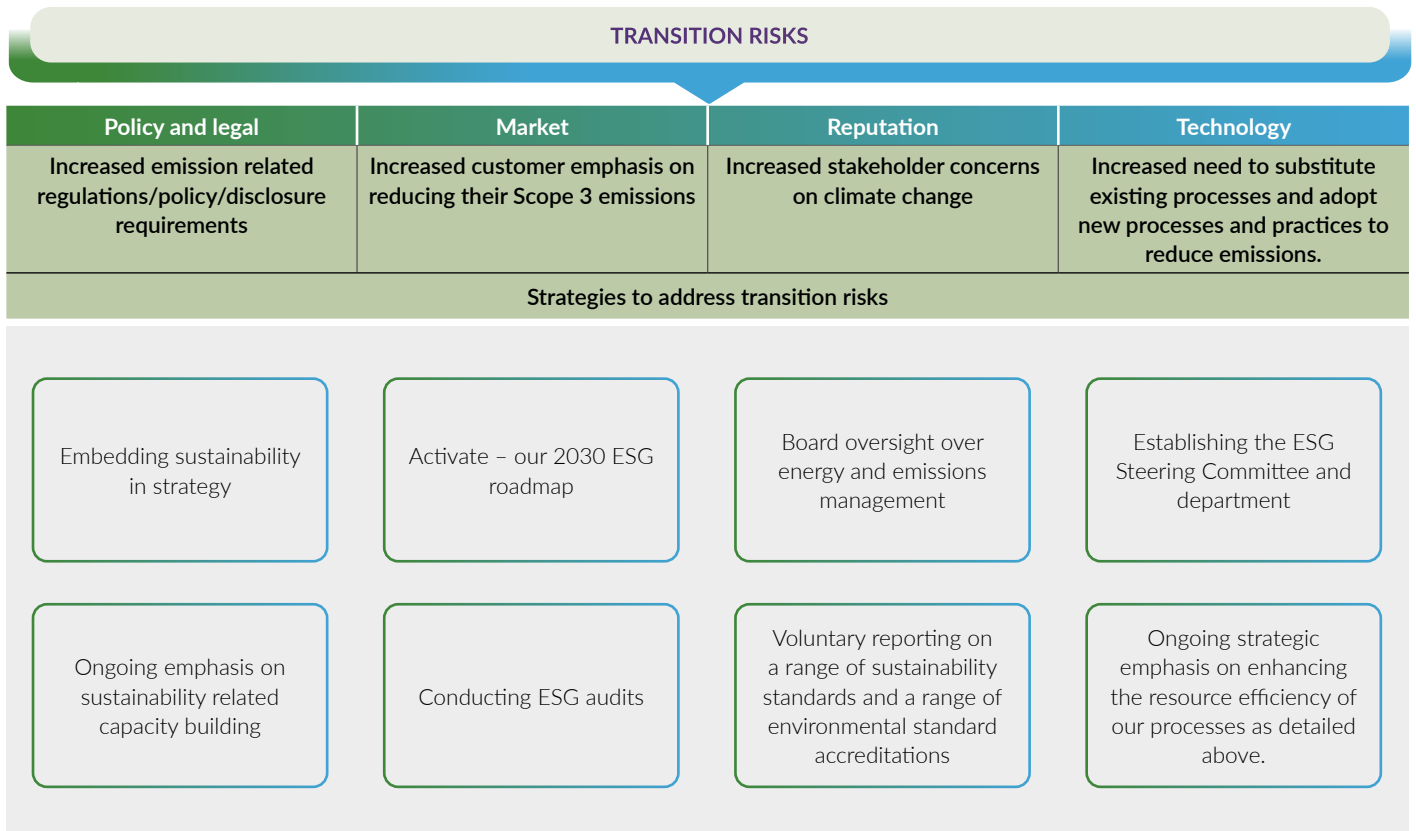 TRANSITION RISKS
Policy and legal
Market
Reputation
Technology
Increased emission related
regulations/policy/disclosure
requirements
Increased customer emphasis on
reducing their Scope 3 emissions
Increased stakeholder concerns
on climate change
Increased need to substitute
existing processes and adopt
new processes and practices to
reduce emissions.
Strategies to address transition risks
Embedding sustainability
in strategy
Activate – our 2030 ESG
roadmap
Board oversight over
energy and emissions
management
Establishing the ESG
Steering Committee and
department
Ongoing emphasis on
sustainability related
capacity building
Conducting ESG audits
Voluntary reporting on
a range of sustainability
standards and a range of
environmental standard
accreditations
Ongoing strategic
emphasis on enhancing
the resource efficiency of
our processes as detailed
above.